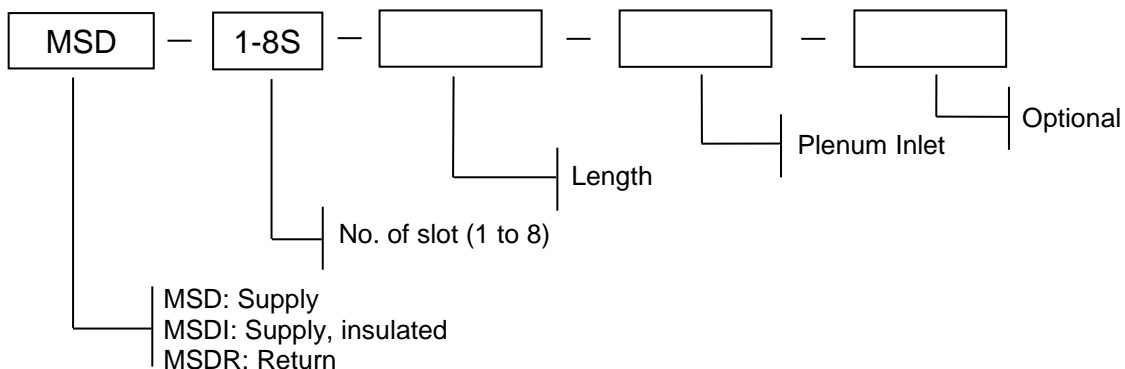 MSD — 1-8S — — —
Optional
Plenum Inlet
Length
No. of slot (1 to 8)
MSD: Supply
MSDI: Supply, insulated
MSDR: Return